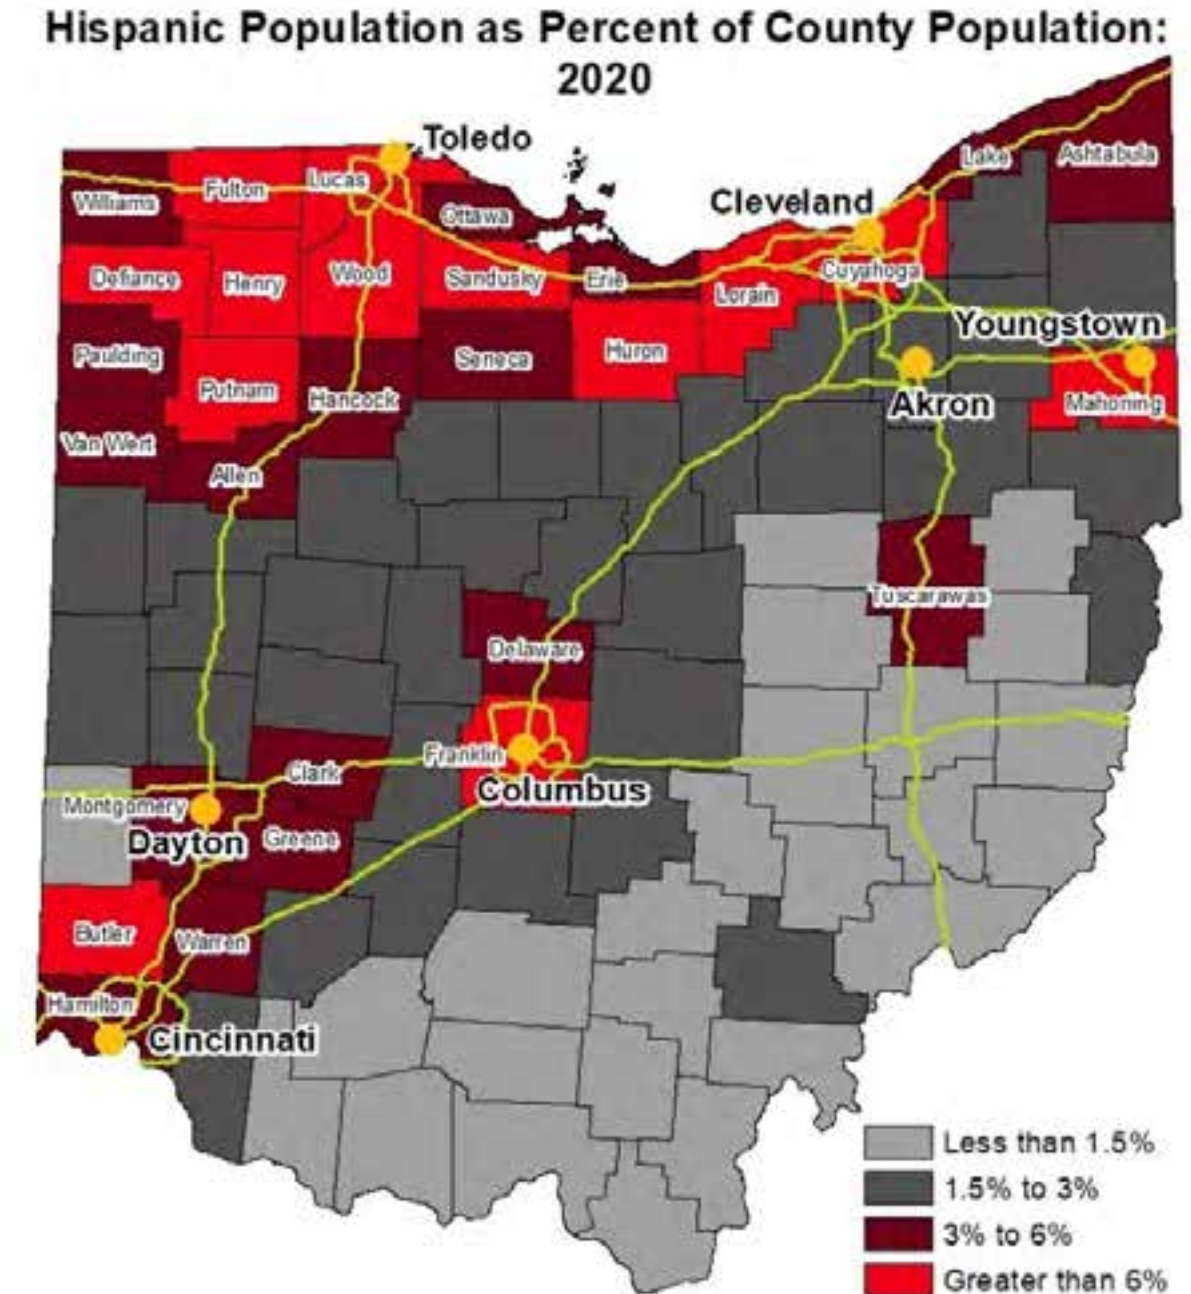 Hispanic Population as Percent of County Population:
2020
Toledo
Lake
Ashtabula
Lucas
Fulton
Williams
Cleveland
Ottawa
Cuyahoga
Defiance
Henry
Wood
Sandusky
Erie
Lorain
Youngstown
Paulding
Seneca
Huron
Putnam
Hancock
Akron
Mahoning
Van Wert
Allen
Tuscarawas
Delaware
Franklin
Clark
Columbus
Montgomery
Dayton
Greene
Butler
Warren
Hamilton
Cincinnati
Less than 1.5%
1.5% to 3%
3% to 6%
Greater than 6%